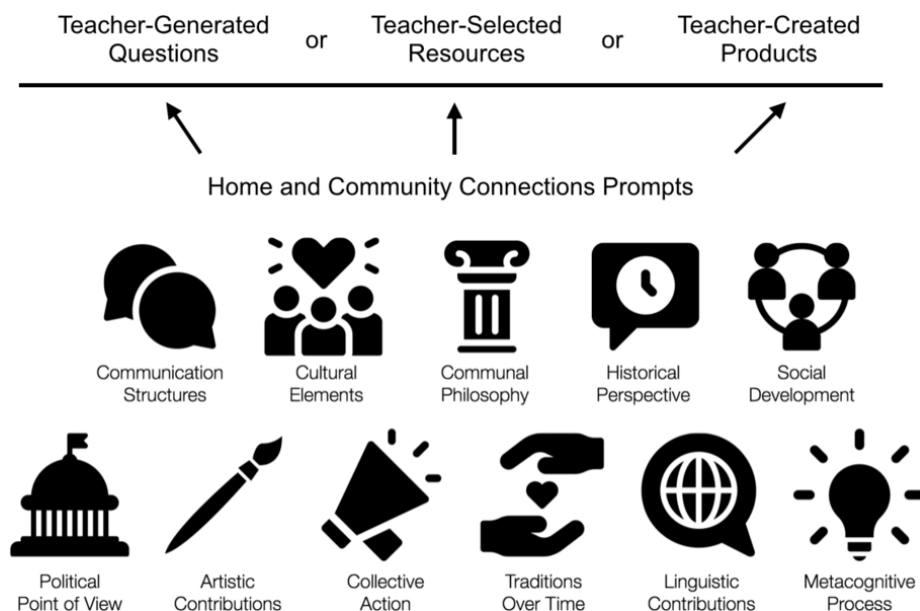 Teacher-Generated Questions or Teacher-Selected Resources or Teacher-Created Products
Home and Community Connections Prompts
Communication Structures
Cultural Elements
Communal Philosophy
Historical Perspective
Social Development
Political Point of View
Artistic Contributions
Collective Action
Traditions Over Time
Linguistic Contributions
Metacognitive Process